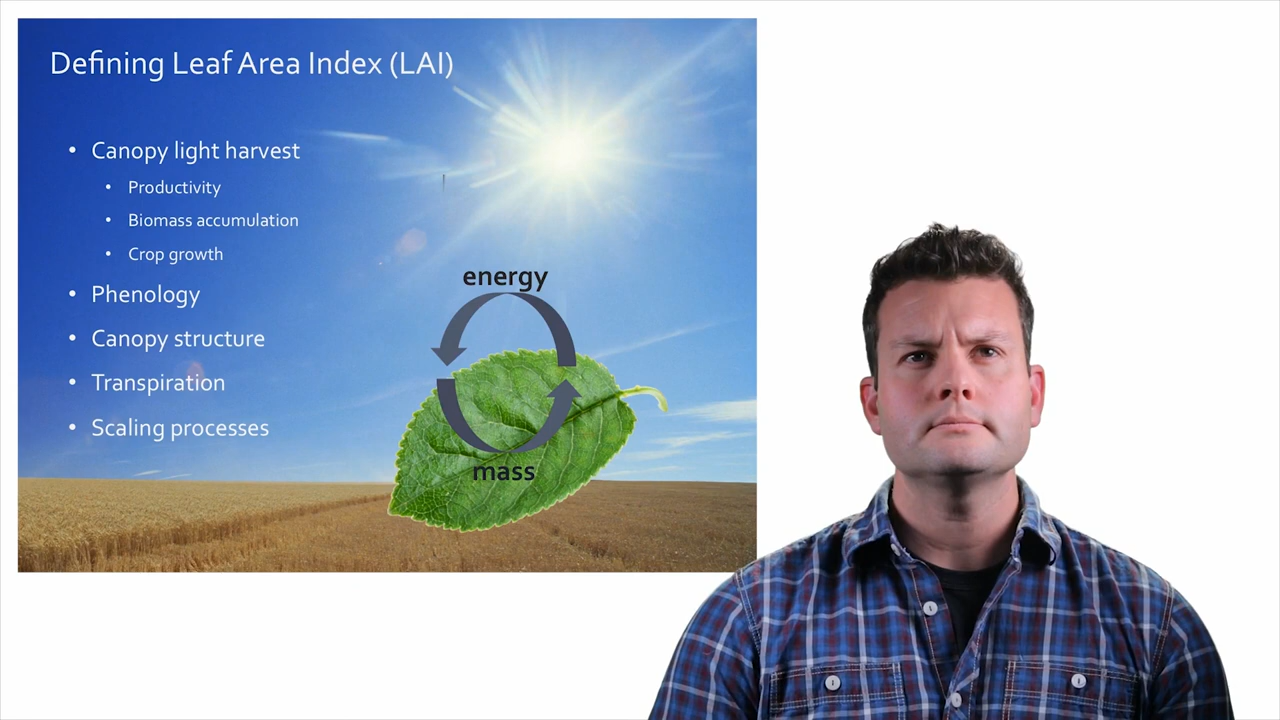 Defining Leaf Area Index (LAI)
• Canopy light harvest
• Productivity
• Biomass accumulation
• Crop growth
• Phenology
• Canopy structure
• Transpiration
• Scaling processes
energy
mass